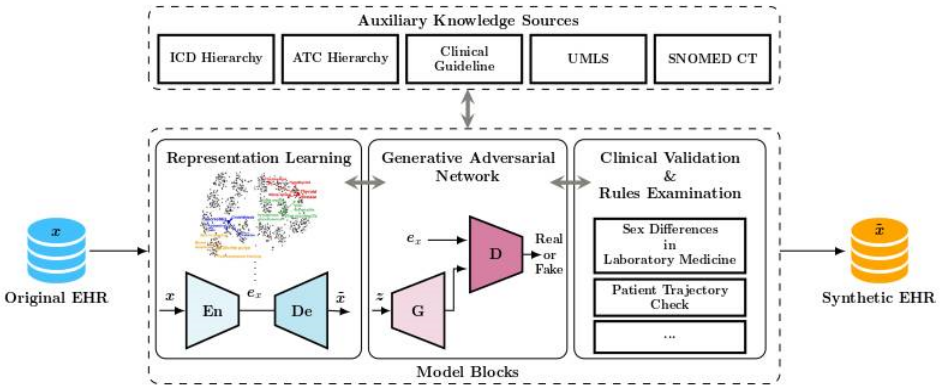 Auxiliary Knowledge Sources
ICD Hierarchy
ATC Hierarchy
Clinical
Guideline
UMLS
SNOMED CT
Representation Learning
Generative Adversarial
Network
Clinical Validation
&
Rules Examination
x
Original EHR
x
En
e_x
De
x̃
e_x
D
Real
or
Fake
z
G
Sex Differences
in
Laboratory Medicine
Patient Trajectory
Check
...
x̃
Synthetic EHR
Model Blocks